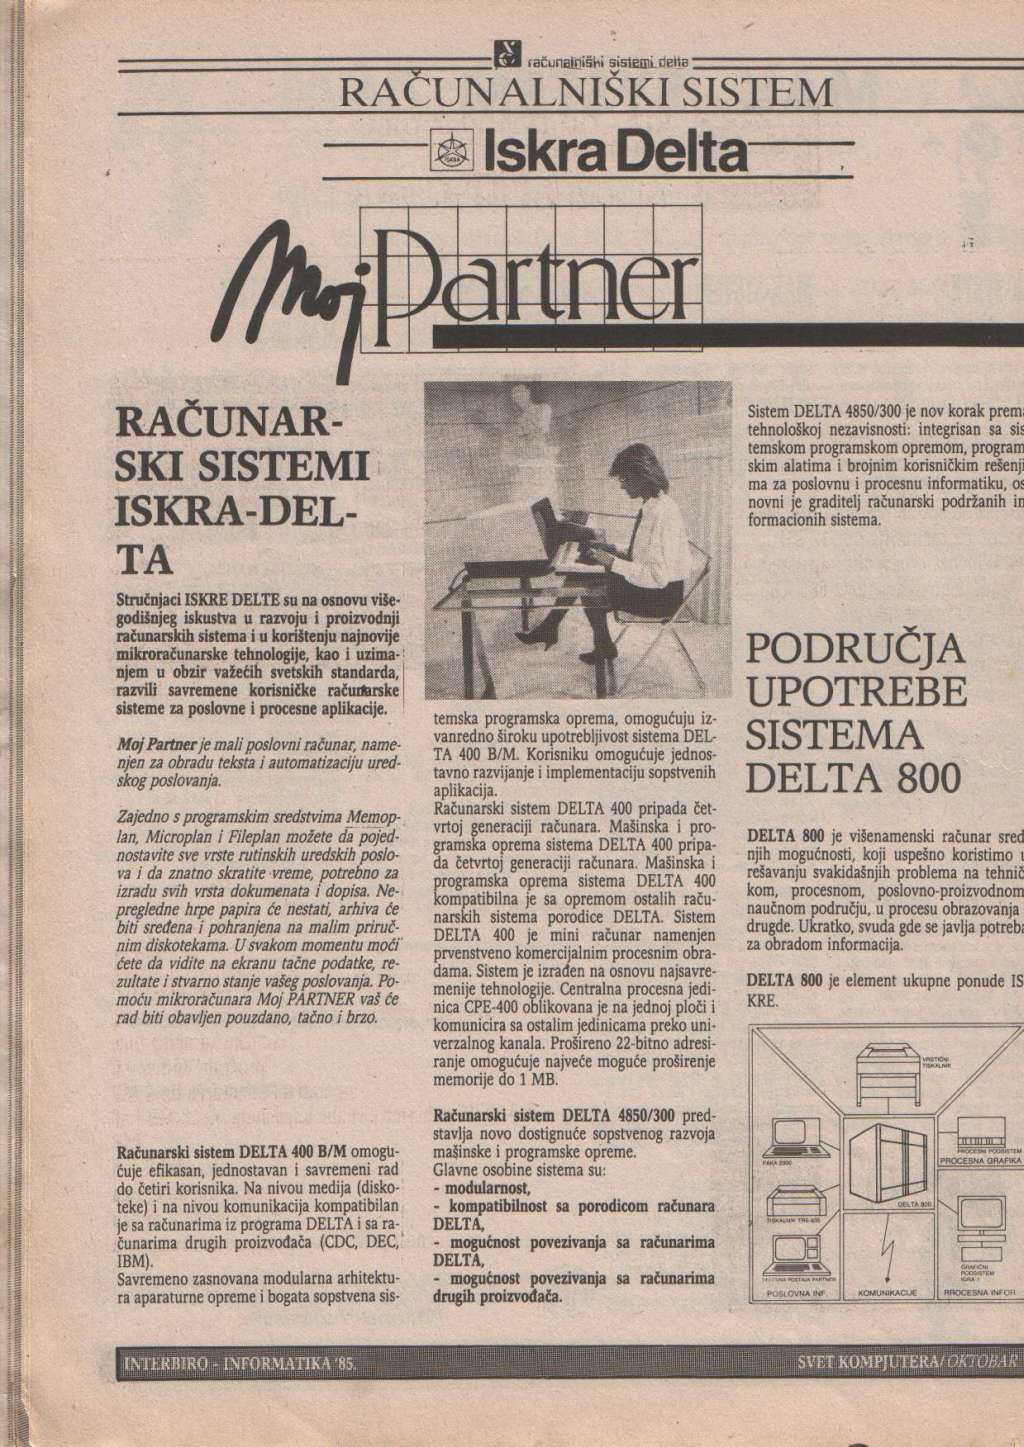 računalniški sistemi delta
RAČUNALNIŠKI SISTEM
Iskra Delta
Moj Partner
RAČUNAR-
SKI SISTEMI
ISKRA-DEL-
TA
Stručnjaci ISKRE DELTE su na osnovu više-
godišnjeg iskustva u razvoju i proizvodnji
računarskih sistema i u korištenju najnovije
mikroračunarske tehnologije, kao i uzima-
njem u obzir važećih svetskih standarda,
razvili savremene korisničke računarske
sisteme za poslovne i procesne aplikacije.
Moj Partner je mali poslovni računar, name-
njen za obradu teksta i automatizaciju ured-
skog poslovanja.
Zajedno s programskim sredstvima Memop-
lan, Microplan i Fileplan možete da pojed-
nostavite sve vrste rutinskih uredskih poslo-
va i da znatno skratite vreme, potrebno za
izradu svih vrsta dokumenata i dopisa. Ne-
pregledne hrpe papira će nestati, arhiva će
biti sređena i pohranjena na malim priruč-
nim disketekama. U svakom momentu moći
ćete da vidite na ekranu tačne podatke, re-
zultate i stvarno stanje vašeg poslovanja. Po-
moću mikroračunara Moj PARTNER vaš će
rad biti obavljen pouzdano, tačno i brzo.
Računarski sistem DELTA 400 B/M omogu-
ćuje efikasan, jednostavan i savremeni rad
do četiri korisnika. Na nivou medija (disko-
teke) i na nivou komunikacija kompatibilan
je sa računarima iz programa DELTA i sa ra-
čunarima drugih proizvođača (CDC, DEC,
IBM).
Savremeno zasnovana modularna arhitektu-
ra aparaturne opreme i bogata sopstvena sis-
temska programska oprema, omogućuju iz-
vanredno široku upotrebljivost sistema DEL-
TA 400 B/M. Korisniku omogućuje jednos-
tavno razvijanje i implementaciju sopstvenih
aplikacija.
Računarski sistem DELTA 400 pripada čet-
vrtoj generaciji računara. Mašinska i pro-
gramska oprema sistema DELTA 400 pripa-
da četvrtoj generaciji računara. Mašinska i
programska oprema sistema DELTA 400
kompatibilna je sa opremom ostalih raču-
narskih sistema porodice DELTA. Sistem
DELTA 400 je mini računar namenjen
prvenstveno komercijalnim procesnim obra-
dama. Sistem je izrađen na osnovu najsavre-
menije tehnologije. Centralna procesna jedi-
nica CPE-400 oblikovana je na jednoj ploči i
komunicira sa ostalim jedinicama preko uni-
verzalnog kanala. Prošireno 22-bitno adresi-
ranje omogućuje najveće moguće proširenje
memorije do 1 MB.
Računarski sistem DELTA 4850/300 pred-
stavlja novo dostignuće sopstvenog razvoja
mašinske i programske opreme.
Glavne osobine sistema su:
- modularnost,
- kompatibilnost sa porodicom računara
DELTA,
- mogućnost povezivanja sa računarima
DELTA,
- mogućnost povezivanja sa računarima
drugih proizvođača.
Sistem DELTA 4850/300 je nov korak prema
tehnološkoj nezavisnosti: integrisan sa sis
temskom programskom opremom, program
skim alatima i brojnim korisničkim rešenji
ma za poslovnu i procesnu informatiku, os
novni je graditelj računarski podržanih in
formacionih sistema.
PODRUČJA
UPOTREBE
SISTEMA
DELTA 800
DELTA 800 je višenamenski računar sred
njih mogućnosti, koji uspešno koristimo u
rešavanju svakidašnjih problema na tehnič
kom, procesnom, poslovno-proizvodnom
naučnom području, u procesu obrazovanja
drugde. Ukratko, svuda gde se javlja potreba
za obradom informacija.
DELTA 800 je element ukupne ponude IS
KRE.
VRSTIČNI
TISKALNIK
PAKA 2000
PROCESNI PODSISTEM
PROCESNA GRAFIKA
DELTA 800
TISKALNIK TRS-835
GRAFIČNI
PODSISTEM
IGRA 1
DELOVNA POSTAJA PARTNER
POSLOVNA INF.
KOMUNIKACIJE
PROCESNA INFOR
INTERBIRO - INFORMATIKA '85.
SVET KOMPJUTERA/ OKTOBAR